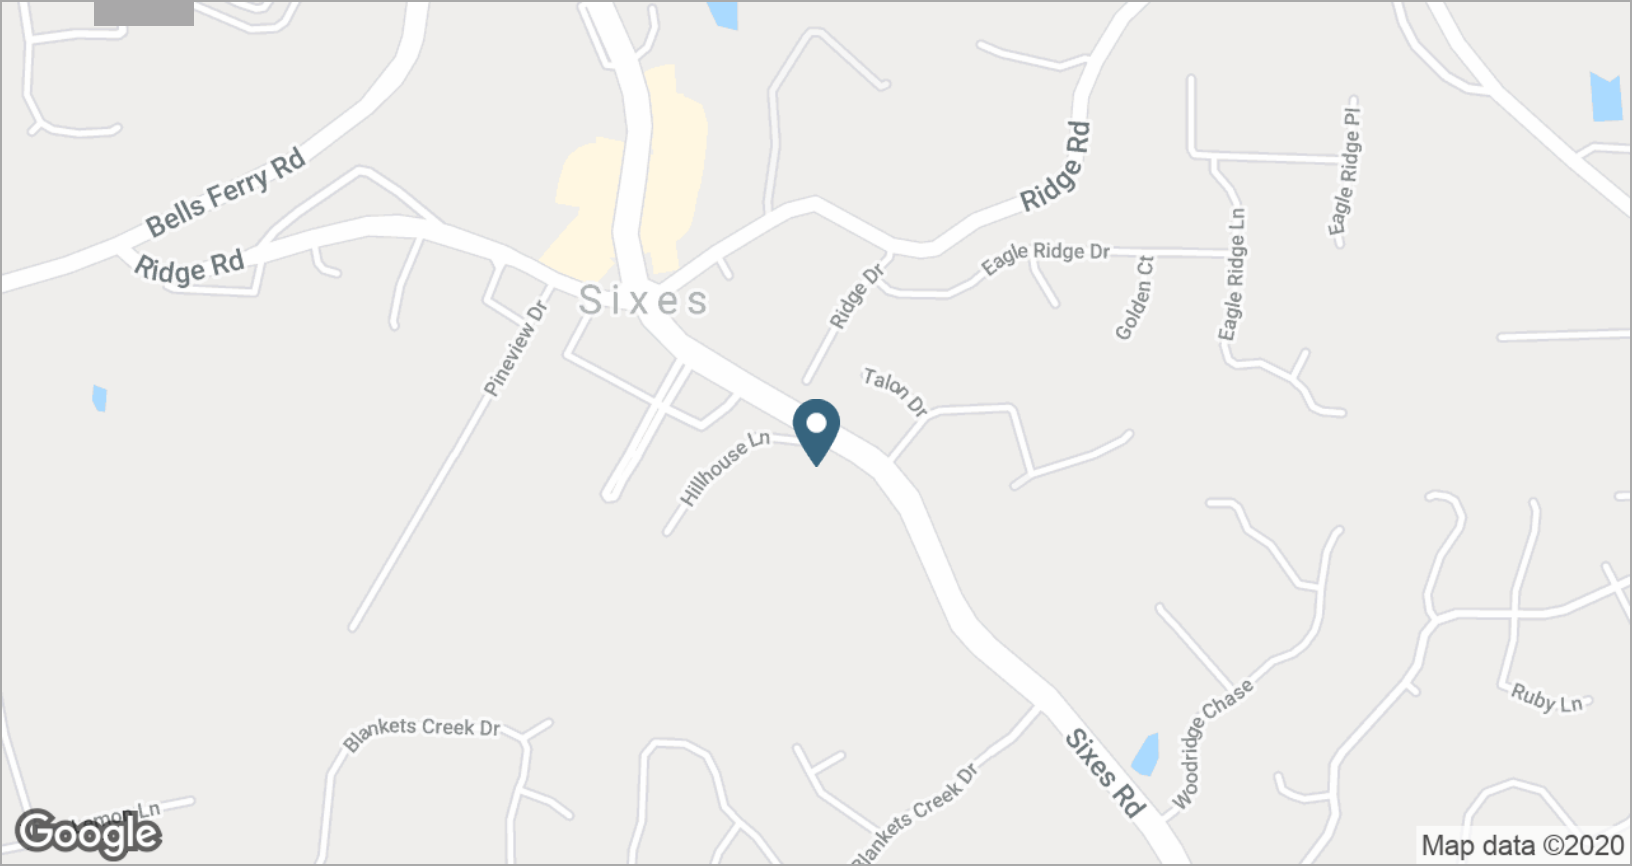 Bells Ferry Rd
Ridge Rd
Ridge Rd
Eagle Ridge Pl
Eagle Ridge Ln
Eagle Ridge Dr
Golden Ct
Ridge Dr
Sixes
Pineview Dr
Talon Dr
Hillhouse Ln
Blankets Creek Dr
Sixes Rd
Woodridge Chase
Ruby Ln
Blankets Creek Dr
Lemon Ln
Google
Map data ©2020